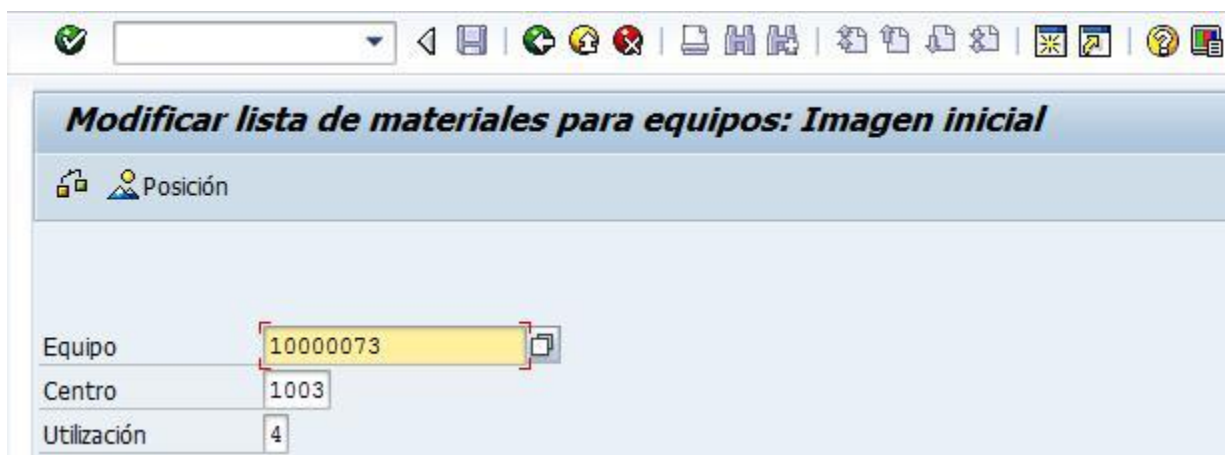 Modificar lista de materiales para equipos: Imagen inicial
Posición
Equipo 10000073
Centro 1003
Utilización 4